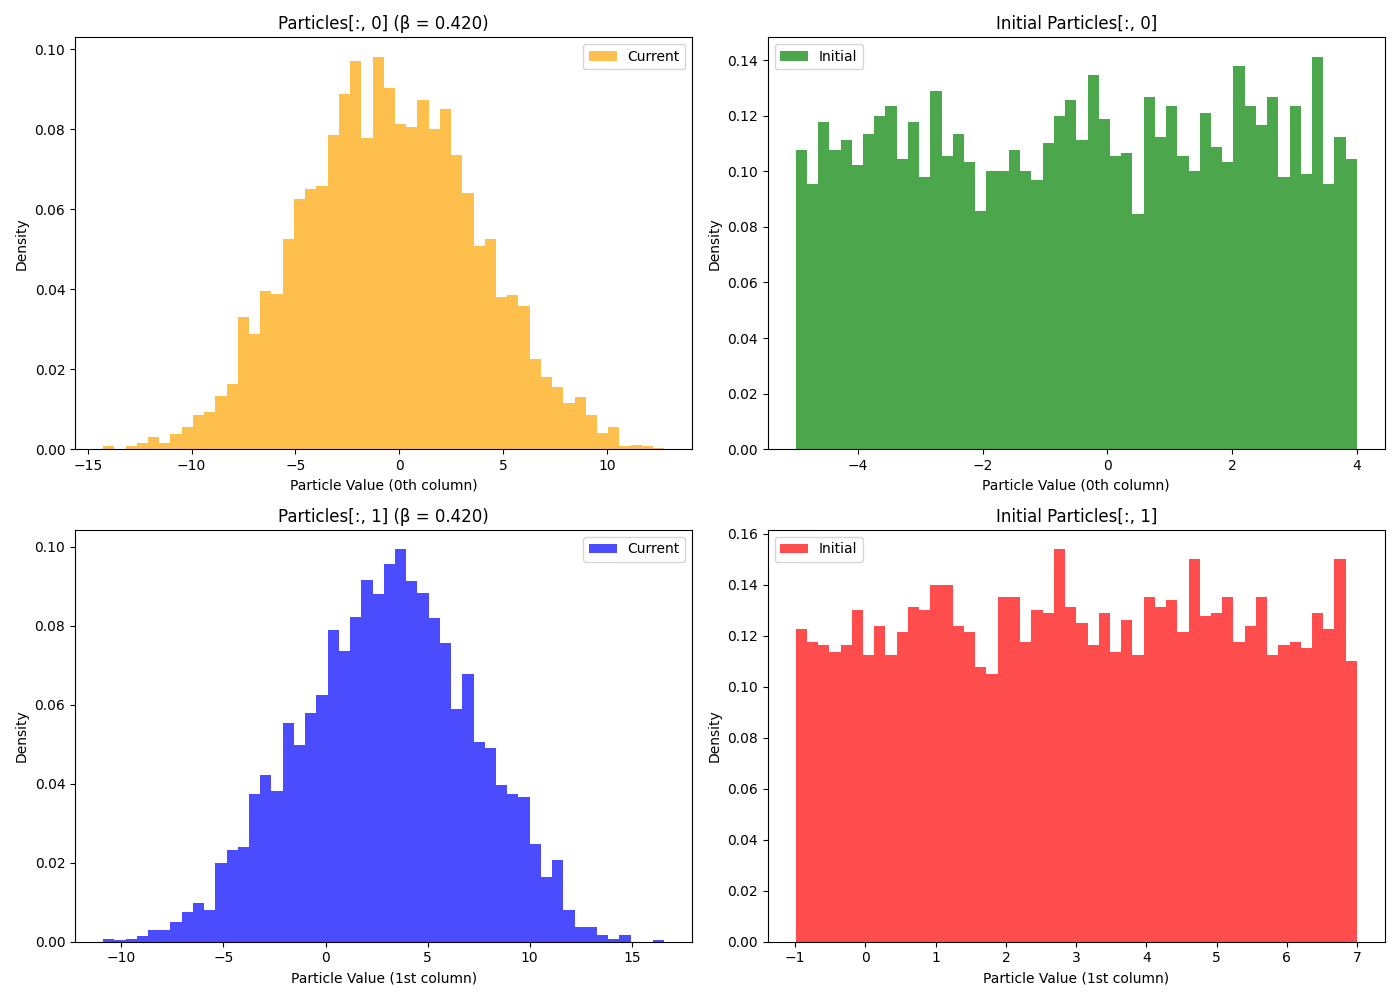 Particles[:, 0] (β = 0.420)
Current
Density
0.10
0.08
0.06
0.04
0.02
0.00
−15 −10 −5 0 5 10
Particle Value (0th column)
Initial Particles[:, 0]
Initial
Density
0.14
0.12
0.10
0.08
0.06
0.04
0.02
0.00
−4 −2 0 2 4
Particle Value (0th column)
Particles[:, 1] (β = 0.420)
Current
Density
0.10
0.08
0.06
0.04
0.02
0.00
−10 −5 0 5 10 15
Particle Value (1st column)
Initial Particles[:, 1]
Initial
Density
0.16
0.14
0.12
0.10
0.08
0.06
0.04
0.02
0.00
−1 0 1 2 3 4 5 6 7
Particle Value (1st column)